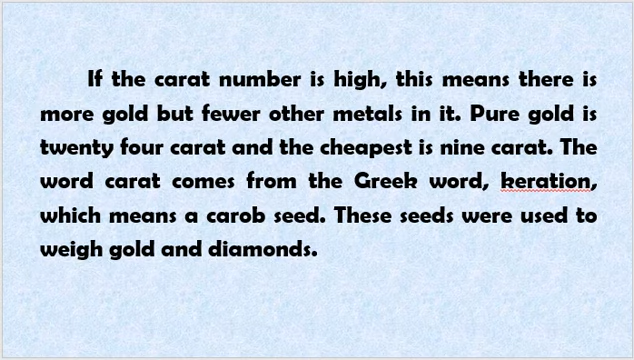 If the carat number is high, this means there is
more gold but fewer other metals in it. Pure gold is
twenty four carat and the cheapest is nine carat. The
word carat comes from the Greek word, keration,
which means a carob seed. These seeds were used to
weigh gold and diamonds.